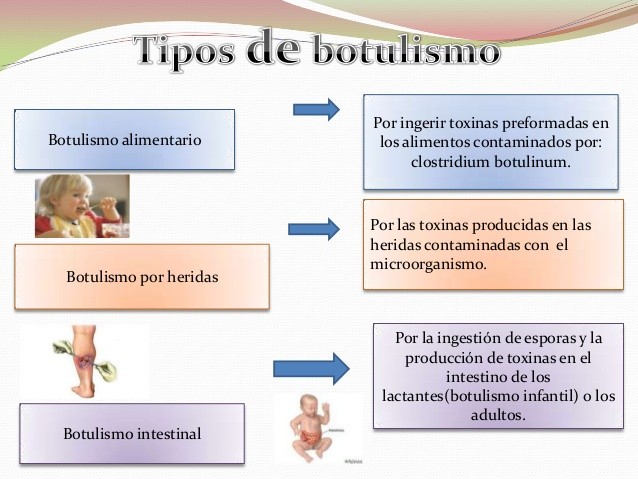 Tipos de botulismo
Botulismo alimentario
Por ingerir toxinas preformadas en
los alimentos contaminados por:
clostridium botulinum.
Botulismo por heridas
Por las toxinas producidas en las
heridas contaminadas con el
microorganismo.
Botulismo intestinal
Por la ingestión de esporas y la
producción de toxinas en el
intestino de los
lactantes(botulismo infantil) o los
adultos.